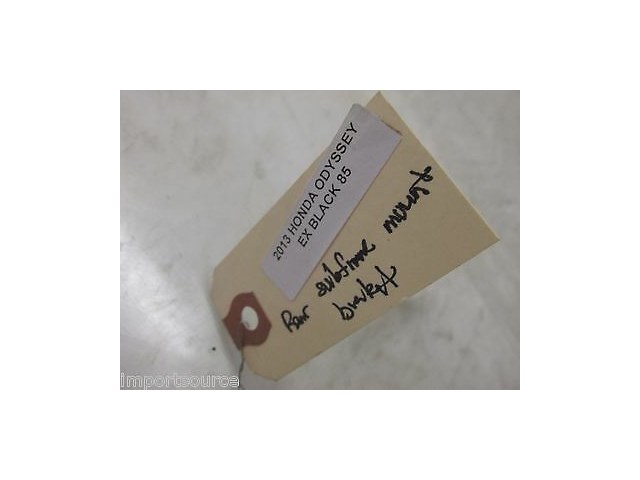 2013 HONDA ODYSSEY
EX BLACK 85
Rear subframe mount
bracket
importsource